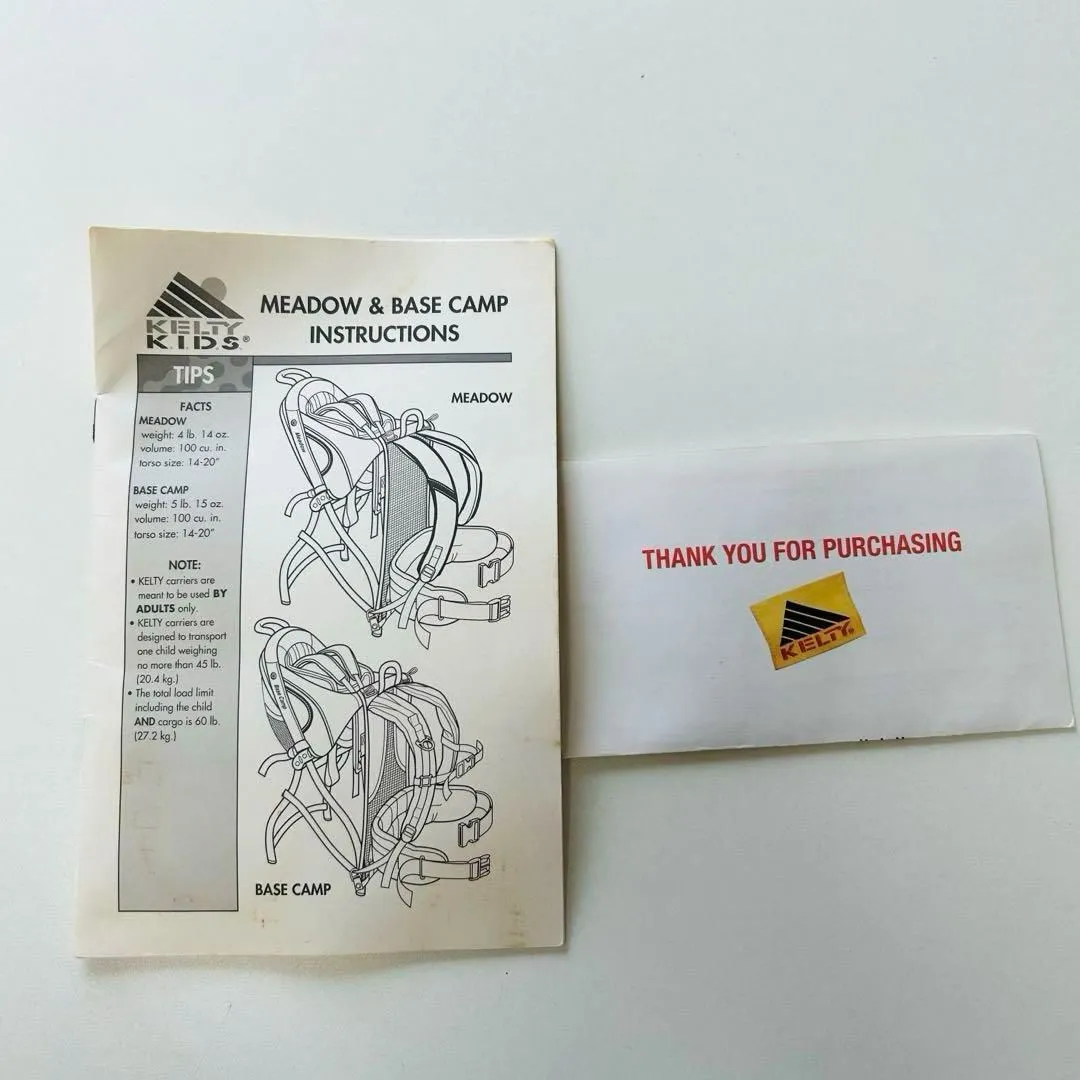 KELTY
K.I.D.S.®
MEADOW & BASE CAMP
INSTRUCTIONS
TIPS
FACTS
MEADOW
weight: 4 lb. 14 oz.
volume: 100 cu. in.
torso size: 14-20"
BASE CAMP
weight: 5 lb. 15 oz.
volume: 100 cu. in.
torso size: 14-20"
NOTE:
• KELTY carriers are
meant to be used BY
ADULTS only.
• KELTY carriers are
designed to transport
one child weighing
no more than 45 lb.
(20.4 kg.)
• The total load limit
including the child
AND cargo is 60 lb.
(27.2 kg.)
MEADOW
Meadow
Base Camp
BASE CAMP
THANK YOU FOR PURCHASING
KELTY®